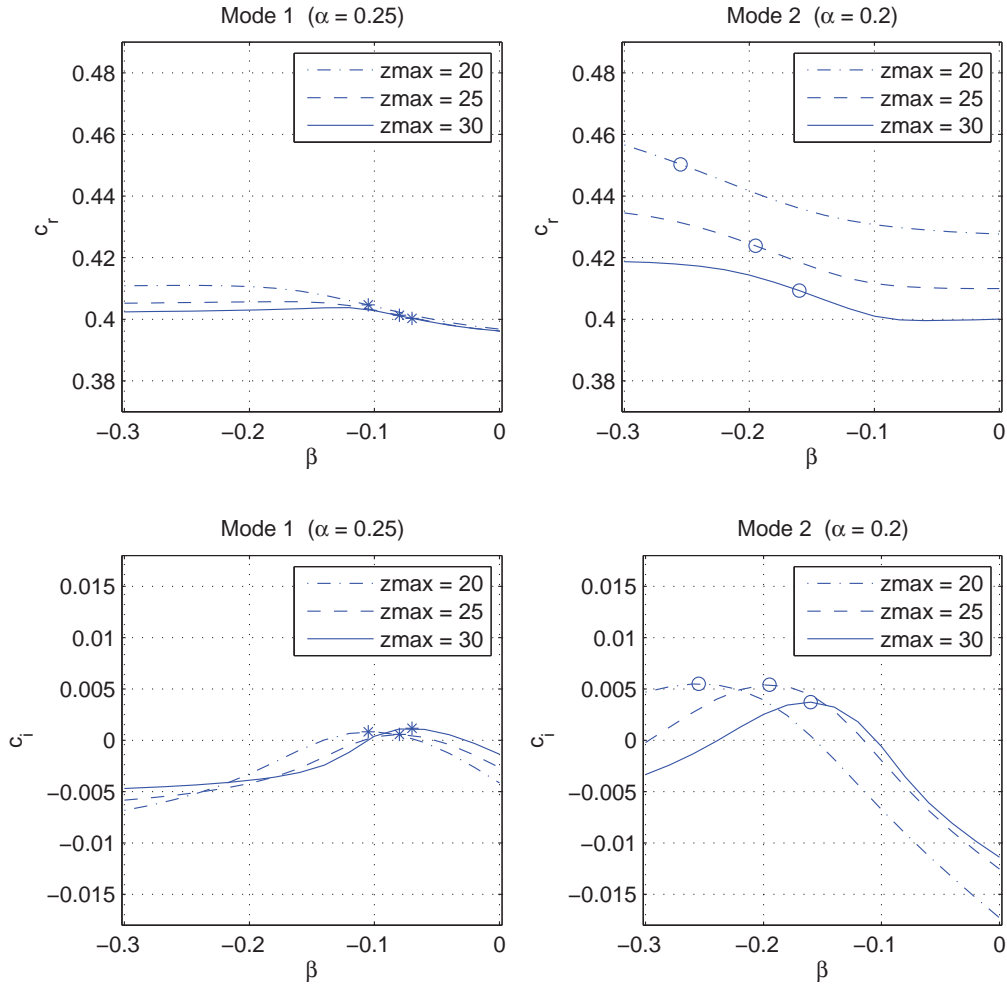 Mode 1 (α = 0.25)
0.48
0.46
0.44
0.42
0.4
0.38
c_r
−0.3
−0.2
−0.1
0
β
zmax = 20
zmax = 25
zmax = 30
Mode 2 (α = 0.2)
0.48
0.46
0.44
0.42
0.4
0.38
c_r
−0.3
−0.2
−0.1
0
β
zmax = 20
zmax = 25
zmax = 30
Mode 1 (α = 0.25)
0.015
0.01
0.005
0
−0.005
−0.01
−0.015
c_i
−0.3
−0.2
−0.1
0
β
zmax = 20
zmax = 25
zmax = 30
Mode 2 (α = 0.2)
0.015
0.01
0.005
0
−0.005
−0.01
−0.015
c_i
−0.3
−0.2
−0.1
0
β
zmax = 20
zmax = 25
zmax = 30